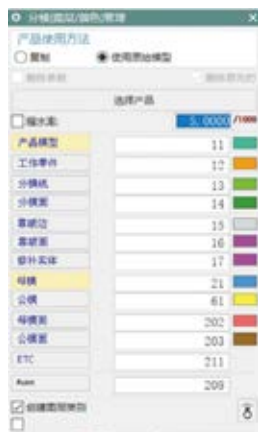 分模(图层/颜色)管理
产品使用方法
复制 使用原始模型
选择产品
缩水率: 5.0000 /1000
产品模型 11
工作零件 12
分模线 13
分模面 14
靠破边 15
靠破面 16
修补实体 17
母模 21
公模 61
母模面 202
公模面 203
ETC 211
209
创建图层类别